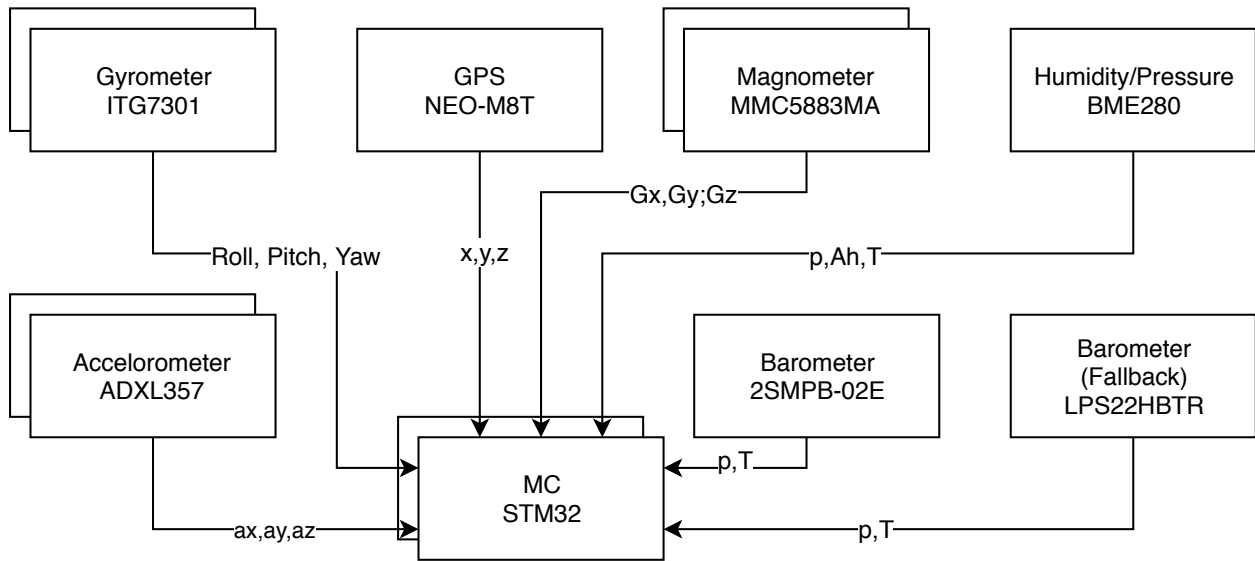 Gyrometer
ITG7301
GPS
NEO-M8T
Magnometer
MMC5883MA
Humidity/Pressure
BME280
Gx,Gy;Gz
Roll, Pitch, Yaw
x,y,z
p,Ah,T
Accelorometer
ADXL357
Barometer
2SMPB-02E
Barometer
(Fallback)
LPS22HBTR
p,T
MC
STM32
ax,ay,az
p,T